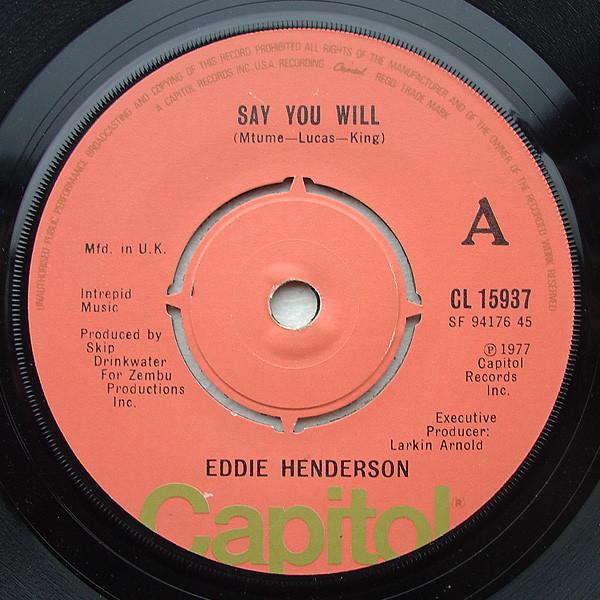 UNAUTHORISED PUBLIC PERFORMANCE BROADCASTING AND COPYING OF THIS RECORD PROHIBITED ALL RIGHTS OF THE MANUFACTURER AND OF THE OWNER OF THE RECORDED WORK RESERVED
A CAPITOL RECORDS INC. U.S.A. RECORDING Capitol REGD. TRADE MARK
SAY YOU WILL
(Mtume—Lucas—King)
A
Mfd. in U.K.
Intrepid
Music
Produced by
Skip
Drinkwater
For Zembu
Productions
Inc.
CL 15937
SF 94176 45
Ⓟ 1977
Capitol
Records
Inc.
Executive
Producer:
Larkin Arnold
EDDIE HENDERSON
Capitol ®